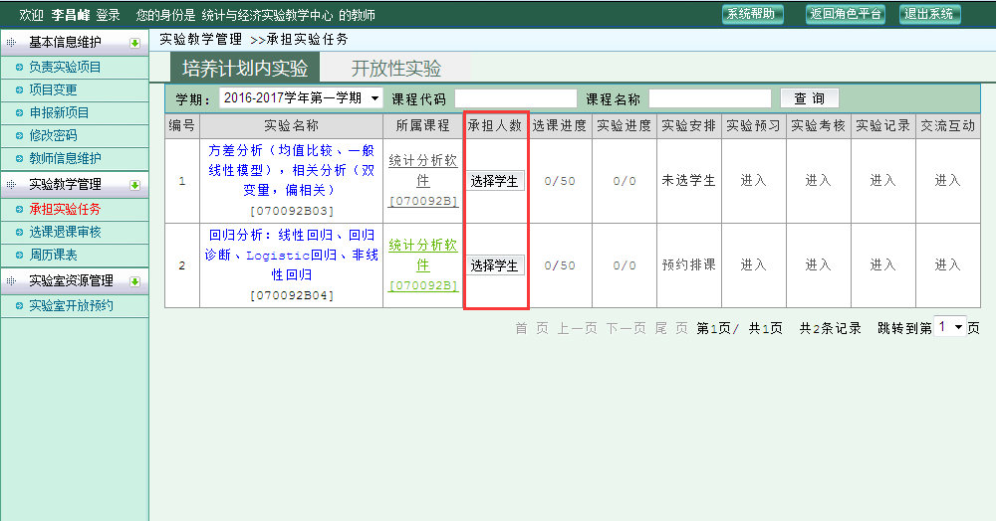 欢迎 李昌峰 登录 您的身份是 统计与经济实验教学中心 的教师
系统帮助 返回角色平台 退出系统
基本信息维护
负责实验项目
项目变更
申报新项目
修改密码
教师信息维护
实验教学管理
承担实验任务
选课退课审核
周历课表
实验室资源管理
实验室开放预约
实验教学管理 >>承担实验任务
培养计划内实验 开放性实验
学期： 2016-2017学年第一学期 课程代码 课程名称 查 询
编号 实验名称 所属课程 承担人数 选课进度 实验进度 实验安排 实验预习 实验考核 实验记录 交流互动
1
方差分析（均值比较、一般
线性模型），相关分析（双
变量，偏相关）
[070092B03]
统计分析软
件
[070092B]
选择学生 0/50 0/0 未选学生 进入 进入 进入 进入
2
回归分析：线性回归、回归
诊断、Logistic回归、非线
性回归
[070092B04]
统计分析软
件
[070092B]
选择学生 0/50 0/0 预约排课 进入 进入 进入 进入
首 页 上一页 下一页 尾 页 第1页/ 共1页 共2条记录 跳转到第 1 页